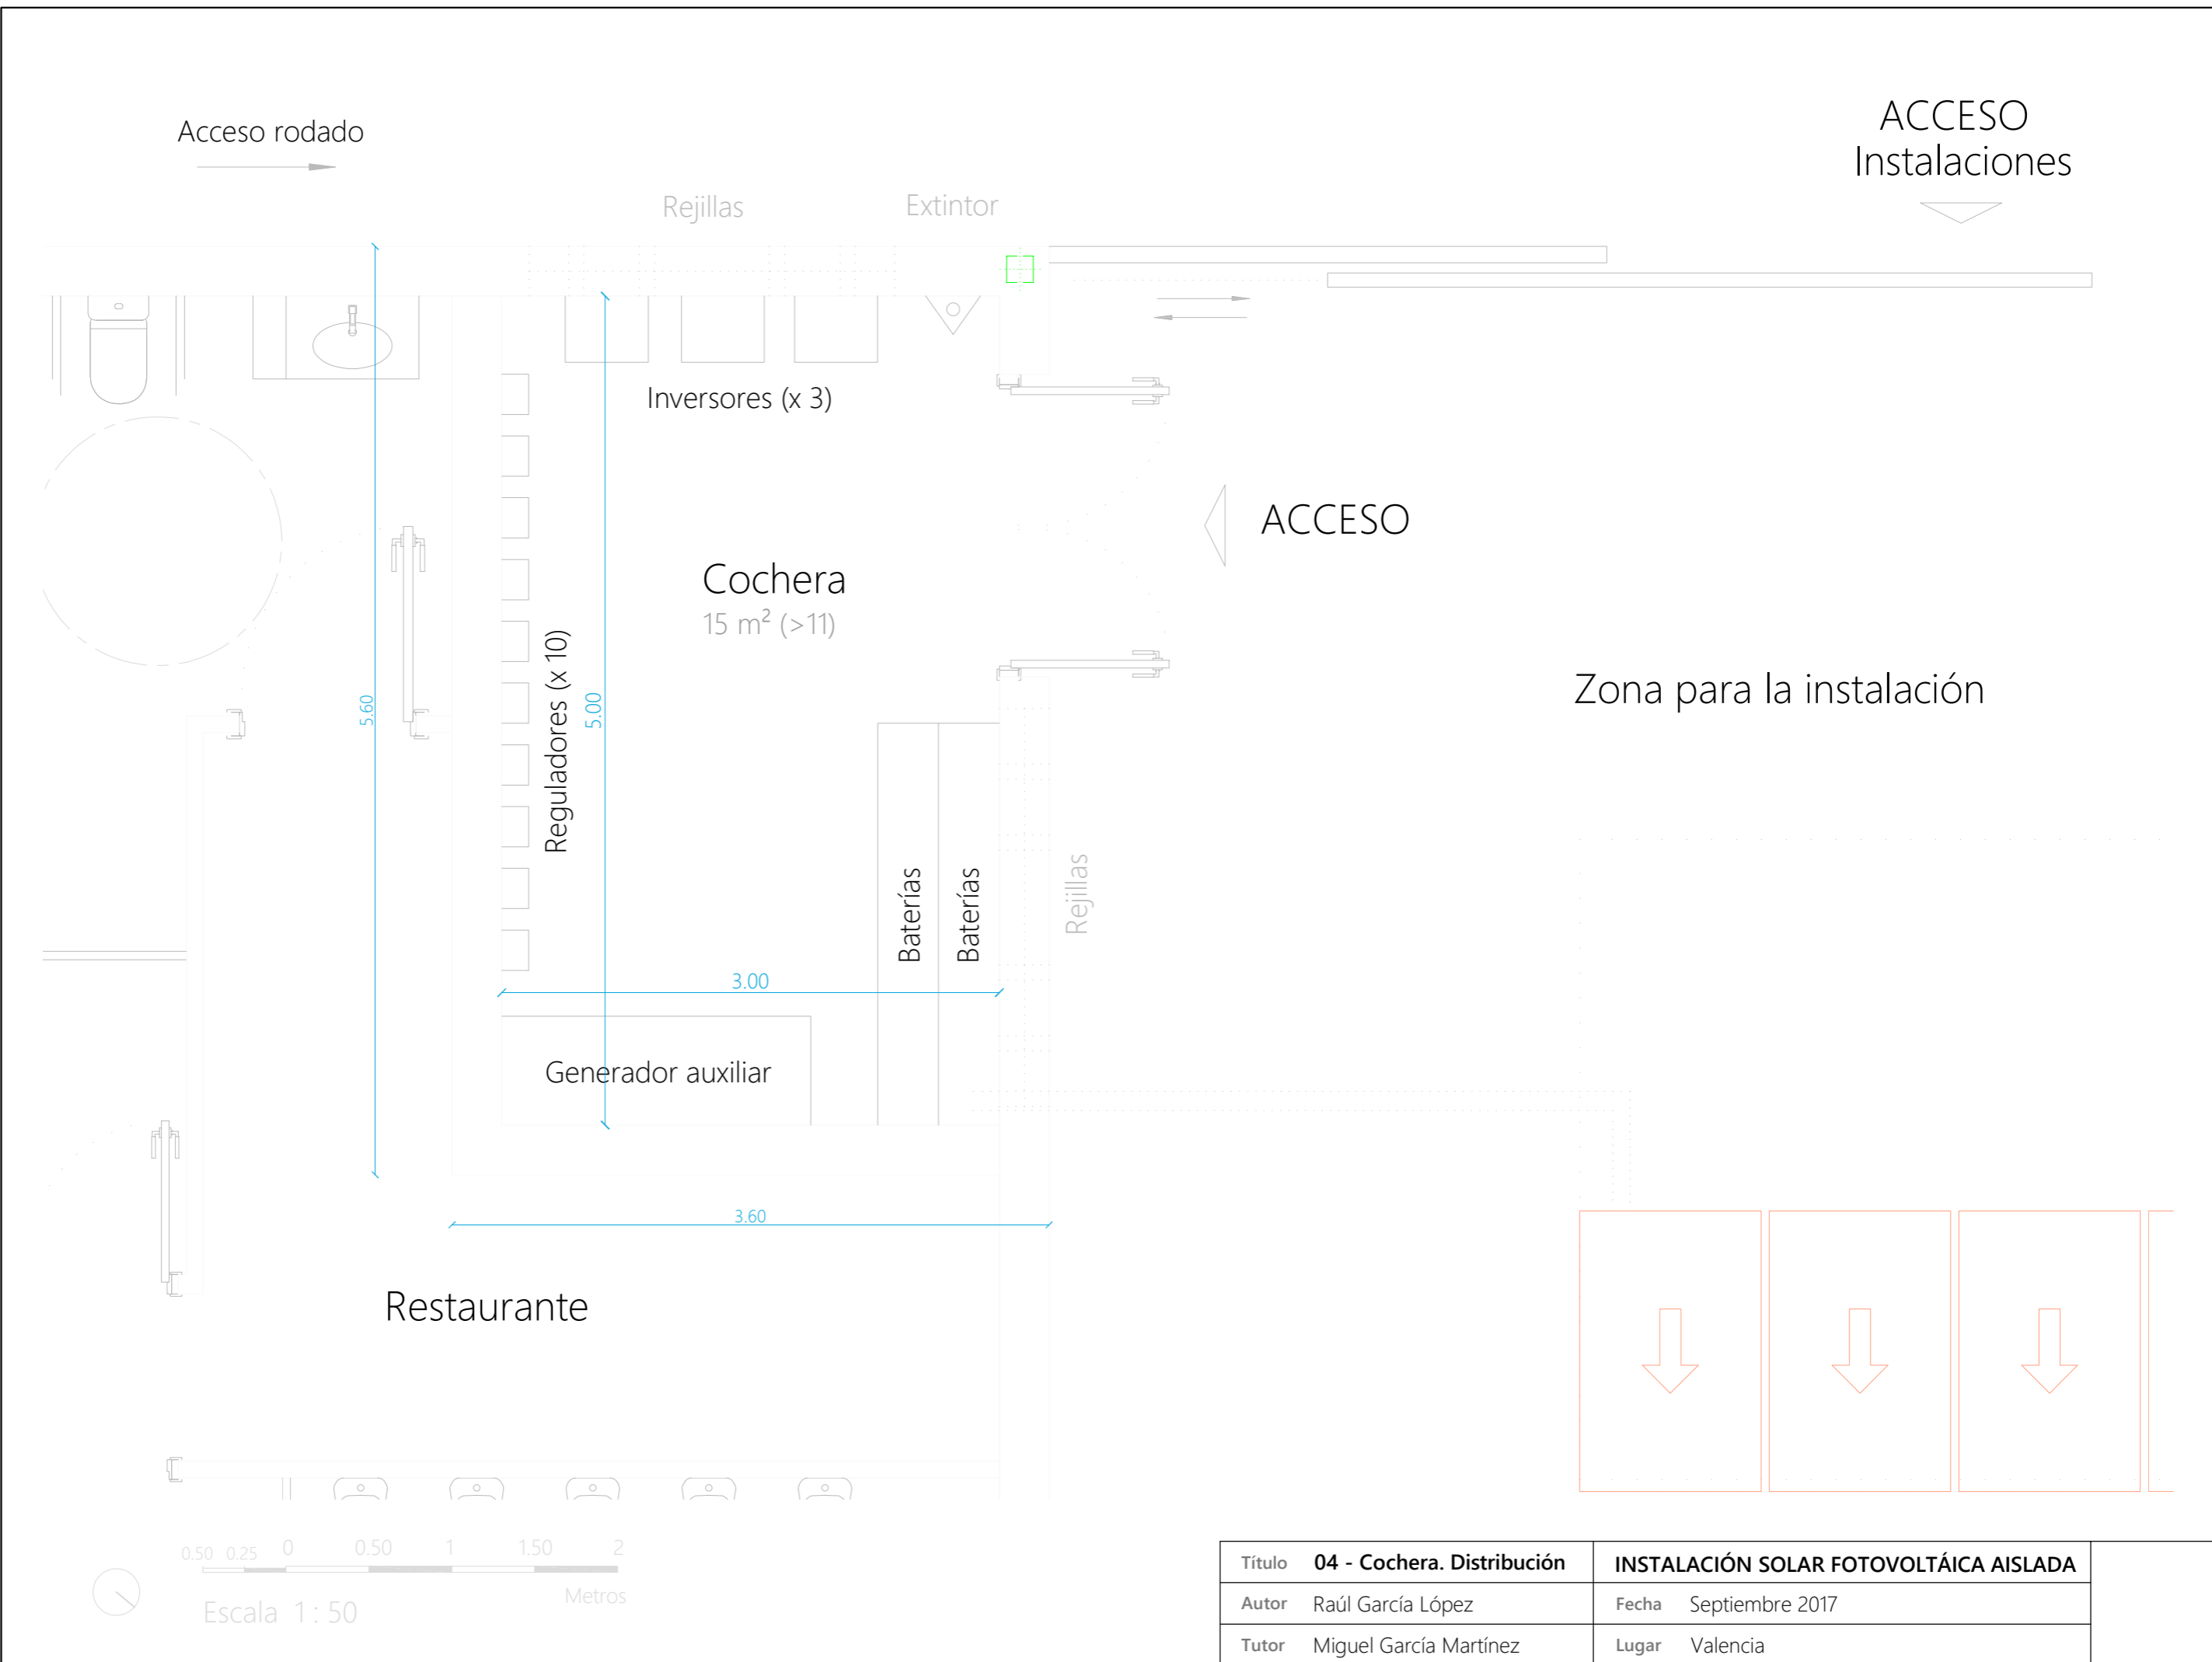 Acceso rodado
ACCESO
Instalaciones
Rejillas
Extintor
Inversores (x 3)
ACCESO
Cochera
15 m² (>11)
Reguladores (x 10)
5.60
5.00
Zona para la instalación
Baterías
Baterías
Rejillas
3.00
Generador auxiliar
3.60
Restaurante
0.50 0.25 0 0.50 1 1.50 2
Metros
Escala 1 : 50
Título 04 - Cochera. Distribución INSTALACIÓN SOLAR FOTOVOLTÁICA AISLADA
Autor Raúl García López Fecha Septiembre 2017
Tutor Miguel García Martínez Lugar Valencia